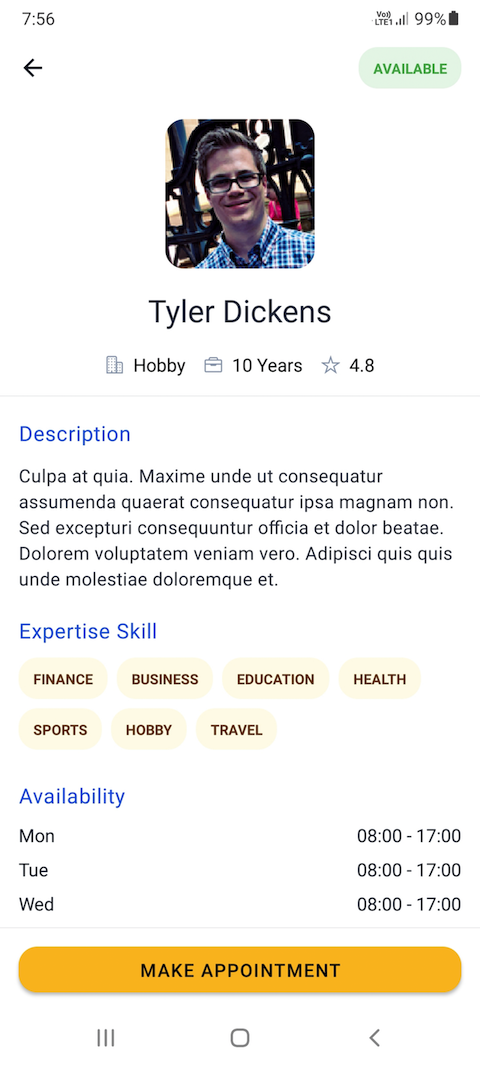 7:56
Vo)) LTE1 99%
AVAILABLE
Tyler Dickens
Hobby 10 Years 4.8
Description
Culpa at quia. Maxime unde ut consequatur
assumenda quaerat consequatur ipsa magnam non.
Sed excepturi consequuntur officia et dolor beatae.
Dolorem voluptatem veniam vero. Adipisci quis quis
unde molestiae doloremque et.
Expertise Skill
FINANCE BUSINESS EDUCATION HEALTH
SPORTS HOBBY TRAVEL
Availability
Mon 08:00 - 17:00
Tue 08:00 - 17:00
Wed 08:00 - 17:00
MAKE APPOINTMENT